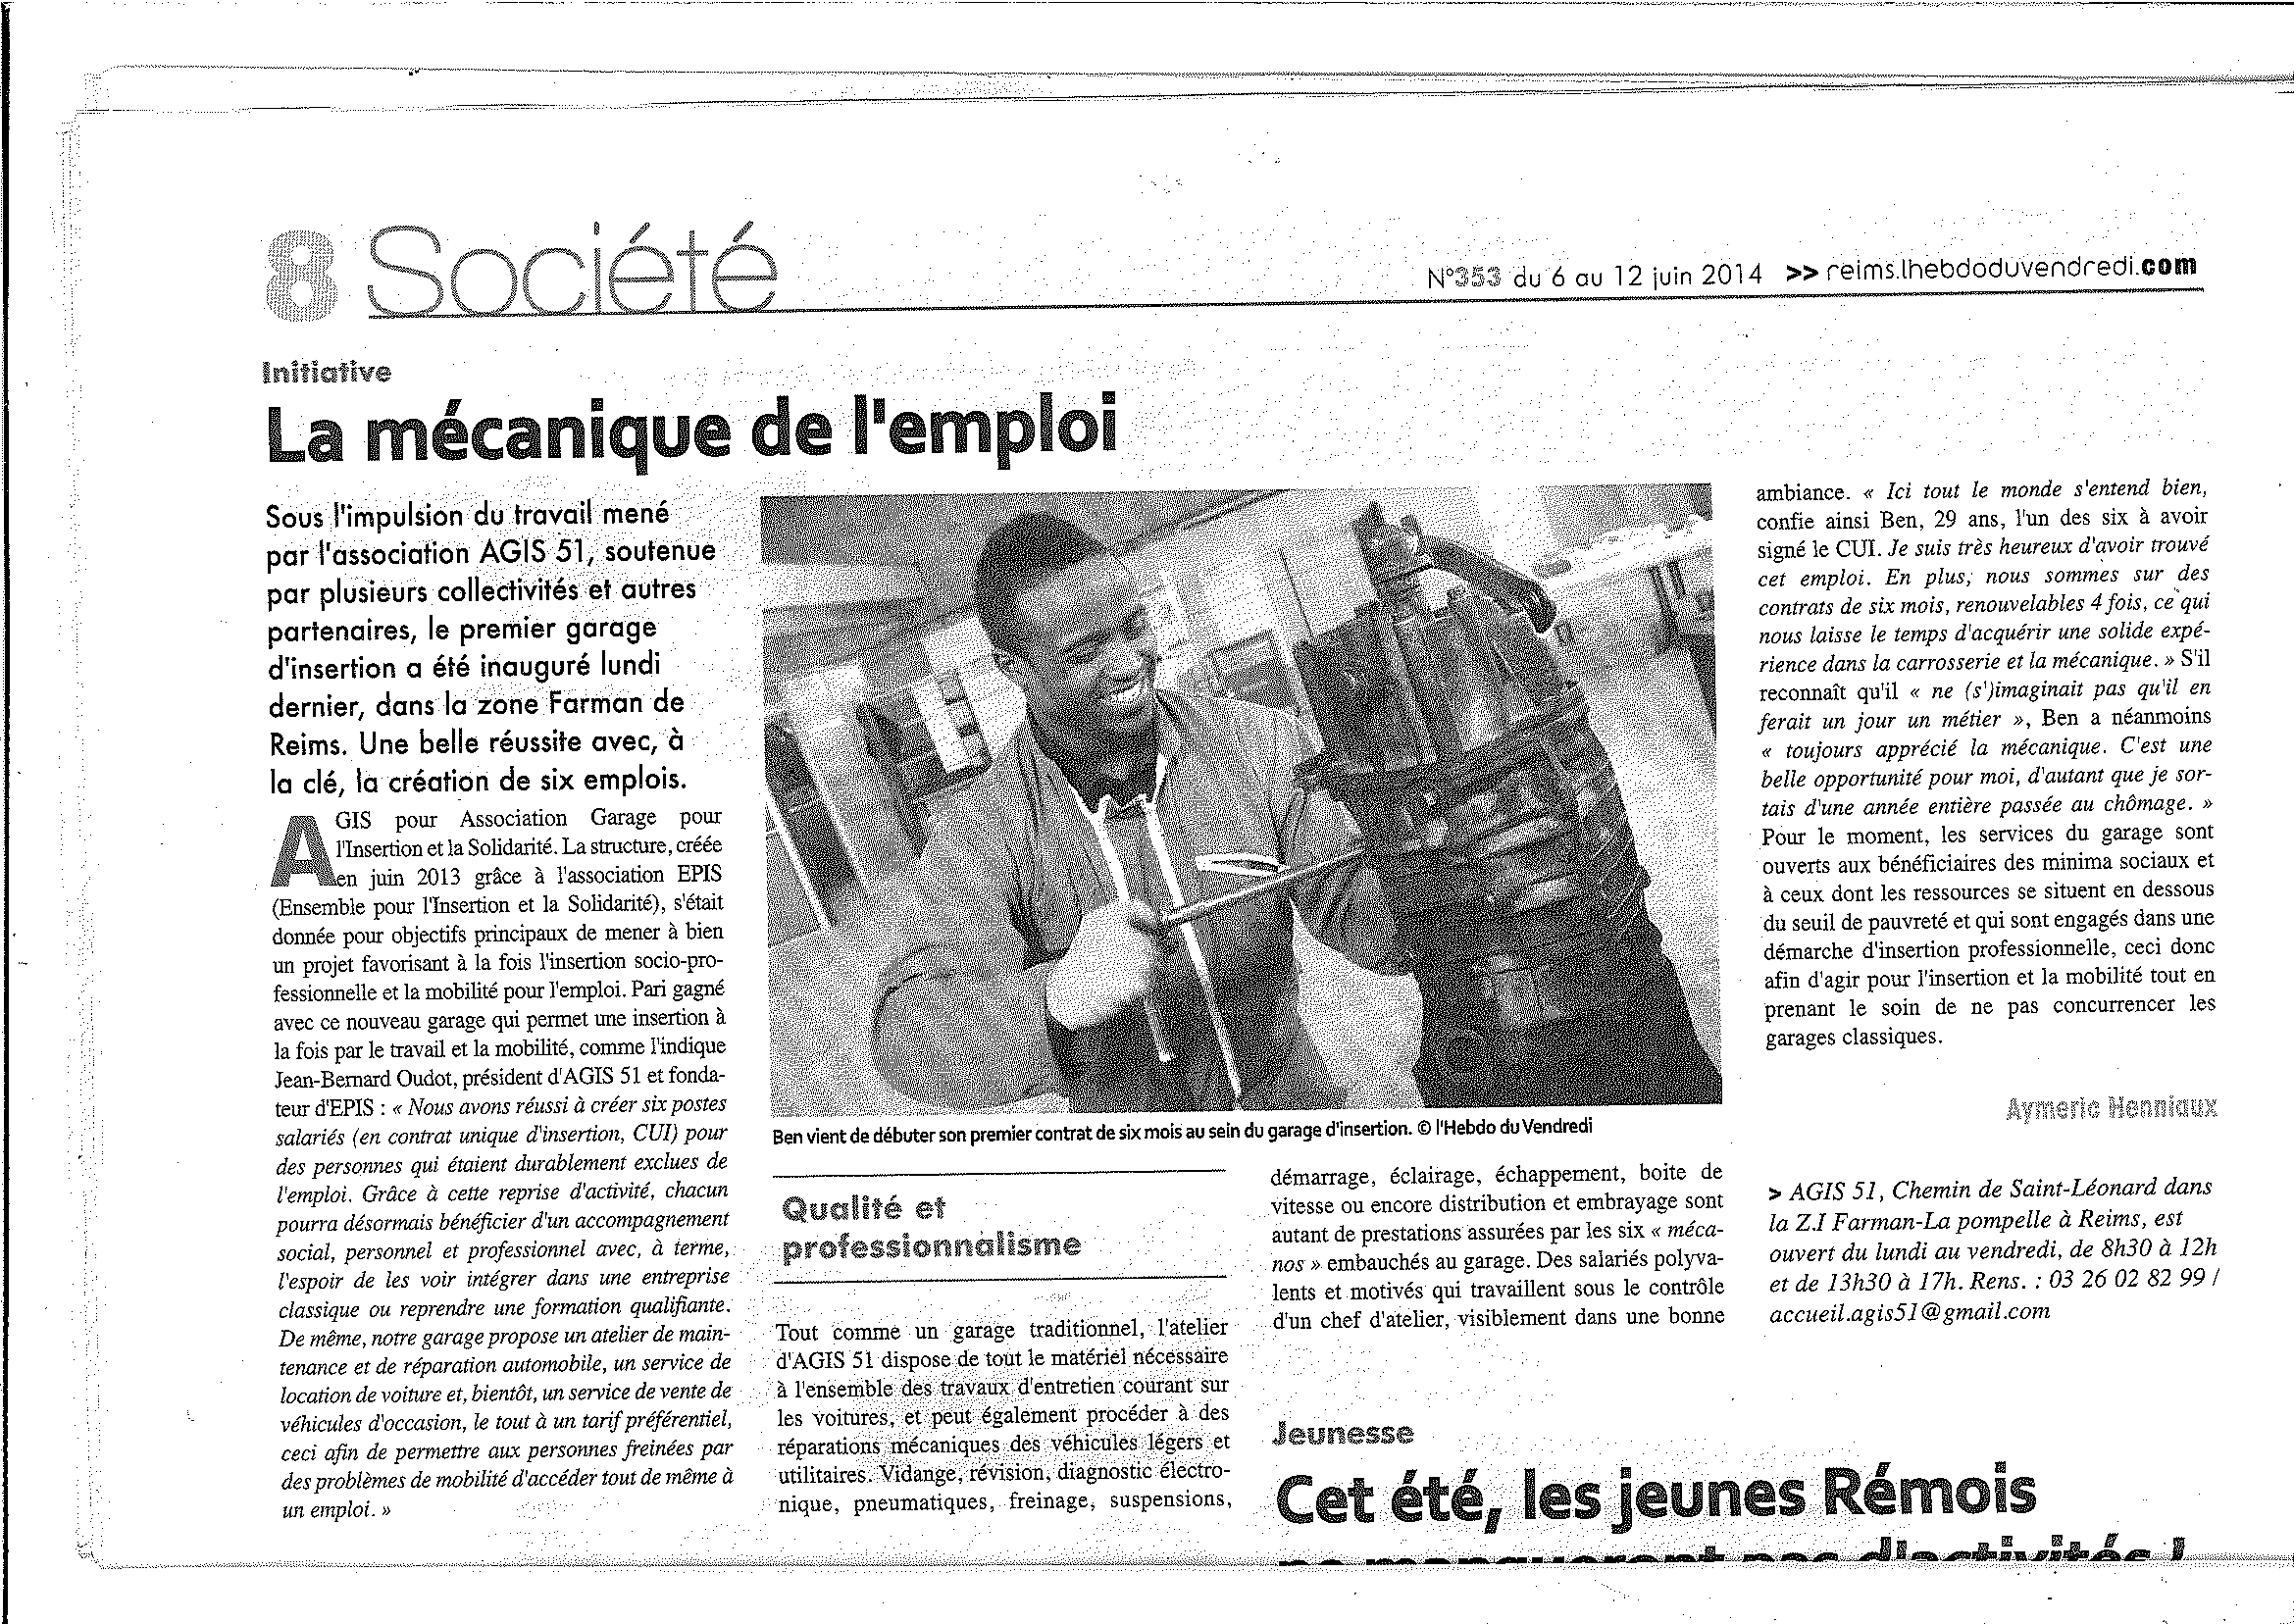 8 Société
N°353 du 6 au 12 juin 2014 >> reims.lhebdoduvendredi.com
Initiative
La mécanique de l'emploi
Sous l'impulsion du travail mené
par l'association AGIS 51, soutenue
par plusieurs collectivités et autres
partenaires, le premier garage
d'insertion a été inauguré lundi
dernier, dans la zone Farman de
Reims. Une belle réussite avec, à
la clé, la création de six emplois.
AGIS pour Association Garage pour
l'Insertion et la Solidarité. La structure, créée
en juin 2013 grâce à l'association EPIS
(Ensemble pour l'Insertion et la Solidarité), s'était
donnée pour objectifs principaux de mener à bien
un projet favorisant à la fois l'insertion socio-pro-
fessionnelle et la mobilité pour l'emploi. Pari gagné
avec ce nouveau garage qui permet une insertion à
la fois par le travail et la mobilité, comme l'indique
Jean-Bernard Oudot, président d'AGIS 51 et fonda-
teur d'EPIS : « Nous avons réussi à créer six postes
salariés (en contrat unique d'insertion, CUI) pour
des personnes qui étaient durablement exclues de
l'emploi. Grâce à cette reprise d'activité, chacun
pourra désormais bénéficier d'un accompagnement
social, personnel et professionnel avec, à terme,
l'espoir de les voir intégrer dans une entreprise
classique ou reprendre une formation qualifiante.
De même, notre garage propose un atelier de main-
tenance et de réparation automobile, un service de
location de voiture et, bientôt, un service de vente de
véhicules d'occasion, le tout à un tarif préférentiel,
ceci afin de permettre aux personnes freinées par
des problèmes de mobilité d'accéder tout de même à
un emploi. »
Ben vient de débuter son premier contrat de six mois au sein du garage d'insertion. © l'Hebdo du Vendredi
Qualité et
professionnalisme
Tout comme un garage traditionnel, l'atelier
d'AGIS 51 dispose de tout le matériel nécessaire
à l'ensemble des travaux d'entretien courant sur
les voitures, et peut également procéder à des
réparations mécaniques des véhicules légers et
utilitaires. Vidange, révision, diagnostic électro-
nique, pneumatiques, freinage, suspensions,
démarrage, éclairage, échappement, boite de
vitesse ou encore distribution et embrayage sont
autant de prestations assurées par les six « méca-
nos » embauchés au garage. Des salariés polyva-
lents et motivés qui travaillent sous le contrôle
d'un chef d'atelier, visiblement dans une bonne
ambiance. « Ici tout le monde s'entend bien,
confie ainsi Ben, 29 ans, l'un des six à avoir
signé le CUI. Je suis très heureux d'avoir trouvé
cet emploi. En plus, nous sommes sur des
contrats de six mois, renouvelables 4 fois, ce qui
nous laisse le temps d'acquérir une solide expé-
rience dans la carrosserie et la mécanique. » S'il
reconnaît qu'il « ne (s')imaginait pas qu'il en
ferait un jour un métier », Ben a néanmoins
« toujours apprécié la mécanique. C'est une
belle opportunité pour moi, d'autant que je sor-
tais d'une année entière passée au chômage. »
Pour le moment, les services du garage sont
ouverts aux bénéficiaires des minima sociaux et
à ceux dont les ressources se situent en dessous
du seuil de pauvreté et qui sont engagés dans une
démarche d'insertion professionnelle, ceci donc
afin d'agir pour l'insertion et la mobilité tout en
prenant le soin de ne pas concurrencer les
garages classiques.
Aymeric Henniaux
> AGIS 51, Chemin de Saint-Léonard dans
la Z.I Farman-La pompelle à Reims, est
ouvert du lundi au vendredi, de 8h30 à 12h
et de 13h30 à 17h. Rens. : 03 26 02 82 99 /
accueil.agis51@gmail.com
Jeunesse
Cet été, les jeunes Rémois
ne manqueront pas d'activités !